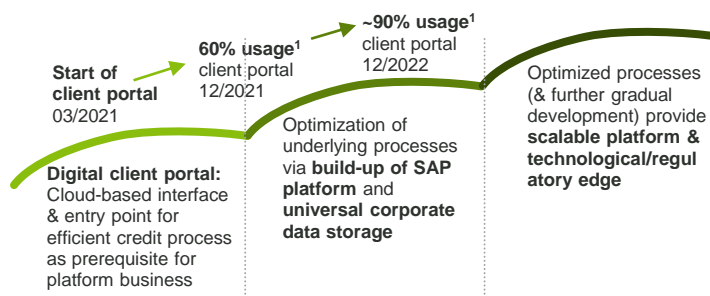 Start of
client portal
03/2021
60% usage¹
client portal
12/2021
~90% usage¹
client portal
12/2022
Digital client portal:
Cloud-based interface
& entry point for
efficient credit process
as prerequisite for
platform business
Optimization of
underlying processes
via build-up of SAP
platform and
universal corporate
data storage
Optimized processes
(& further gradual
development) provide
scalable platform &
technological/regul
atory edge